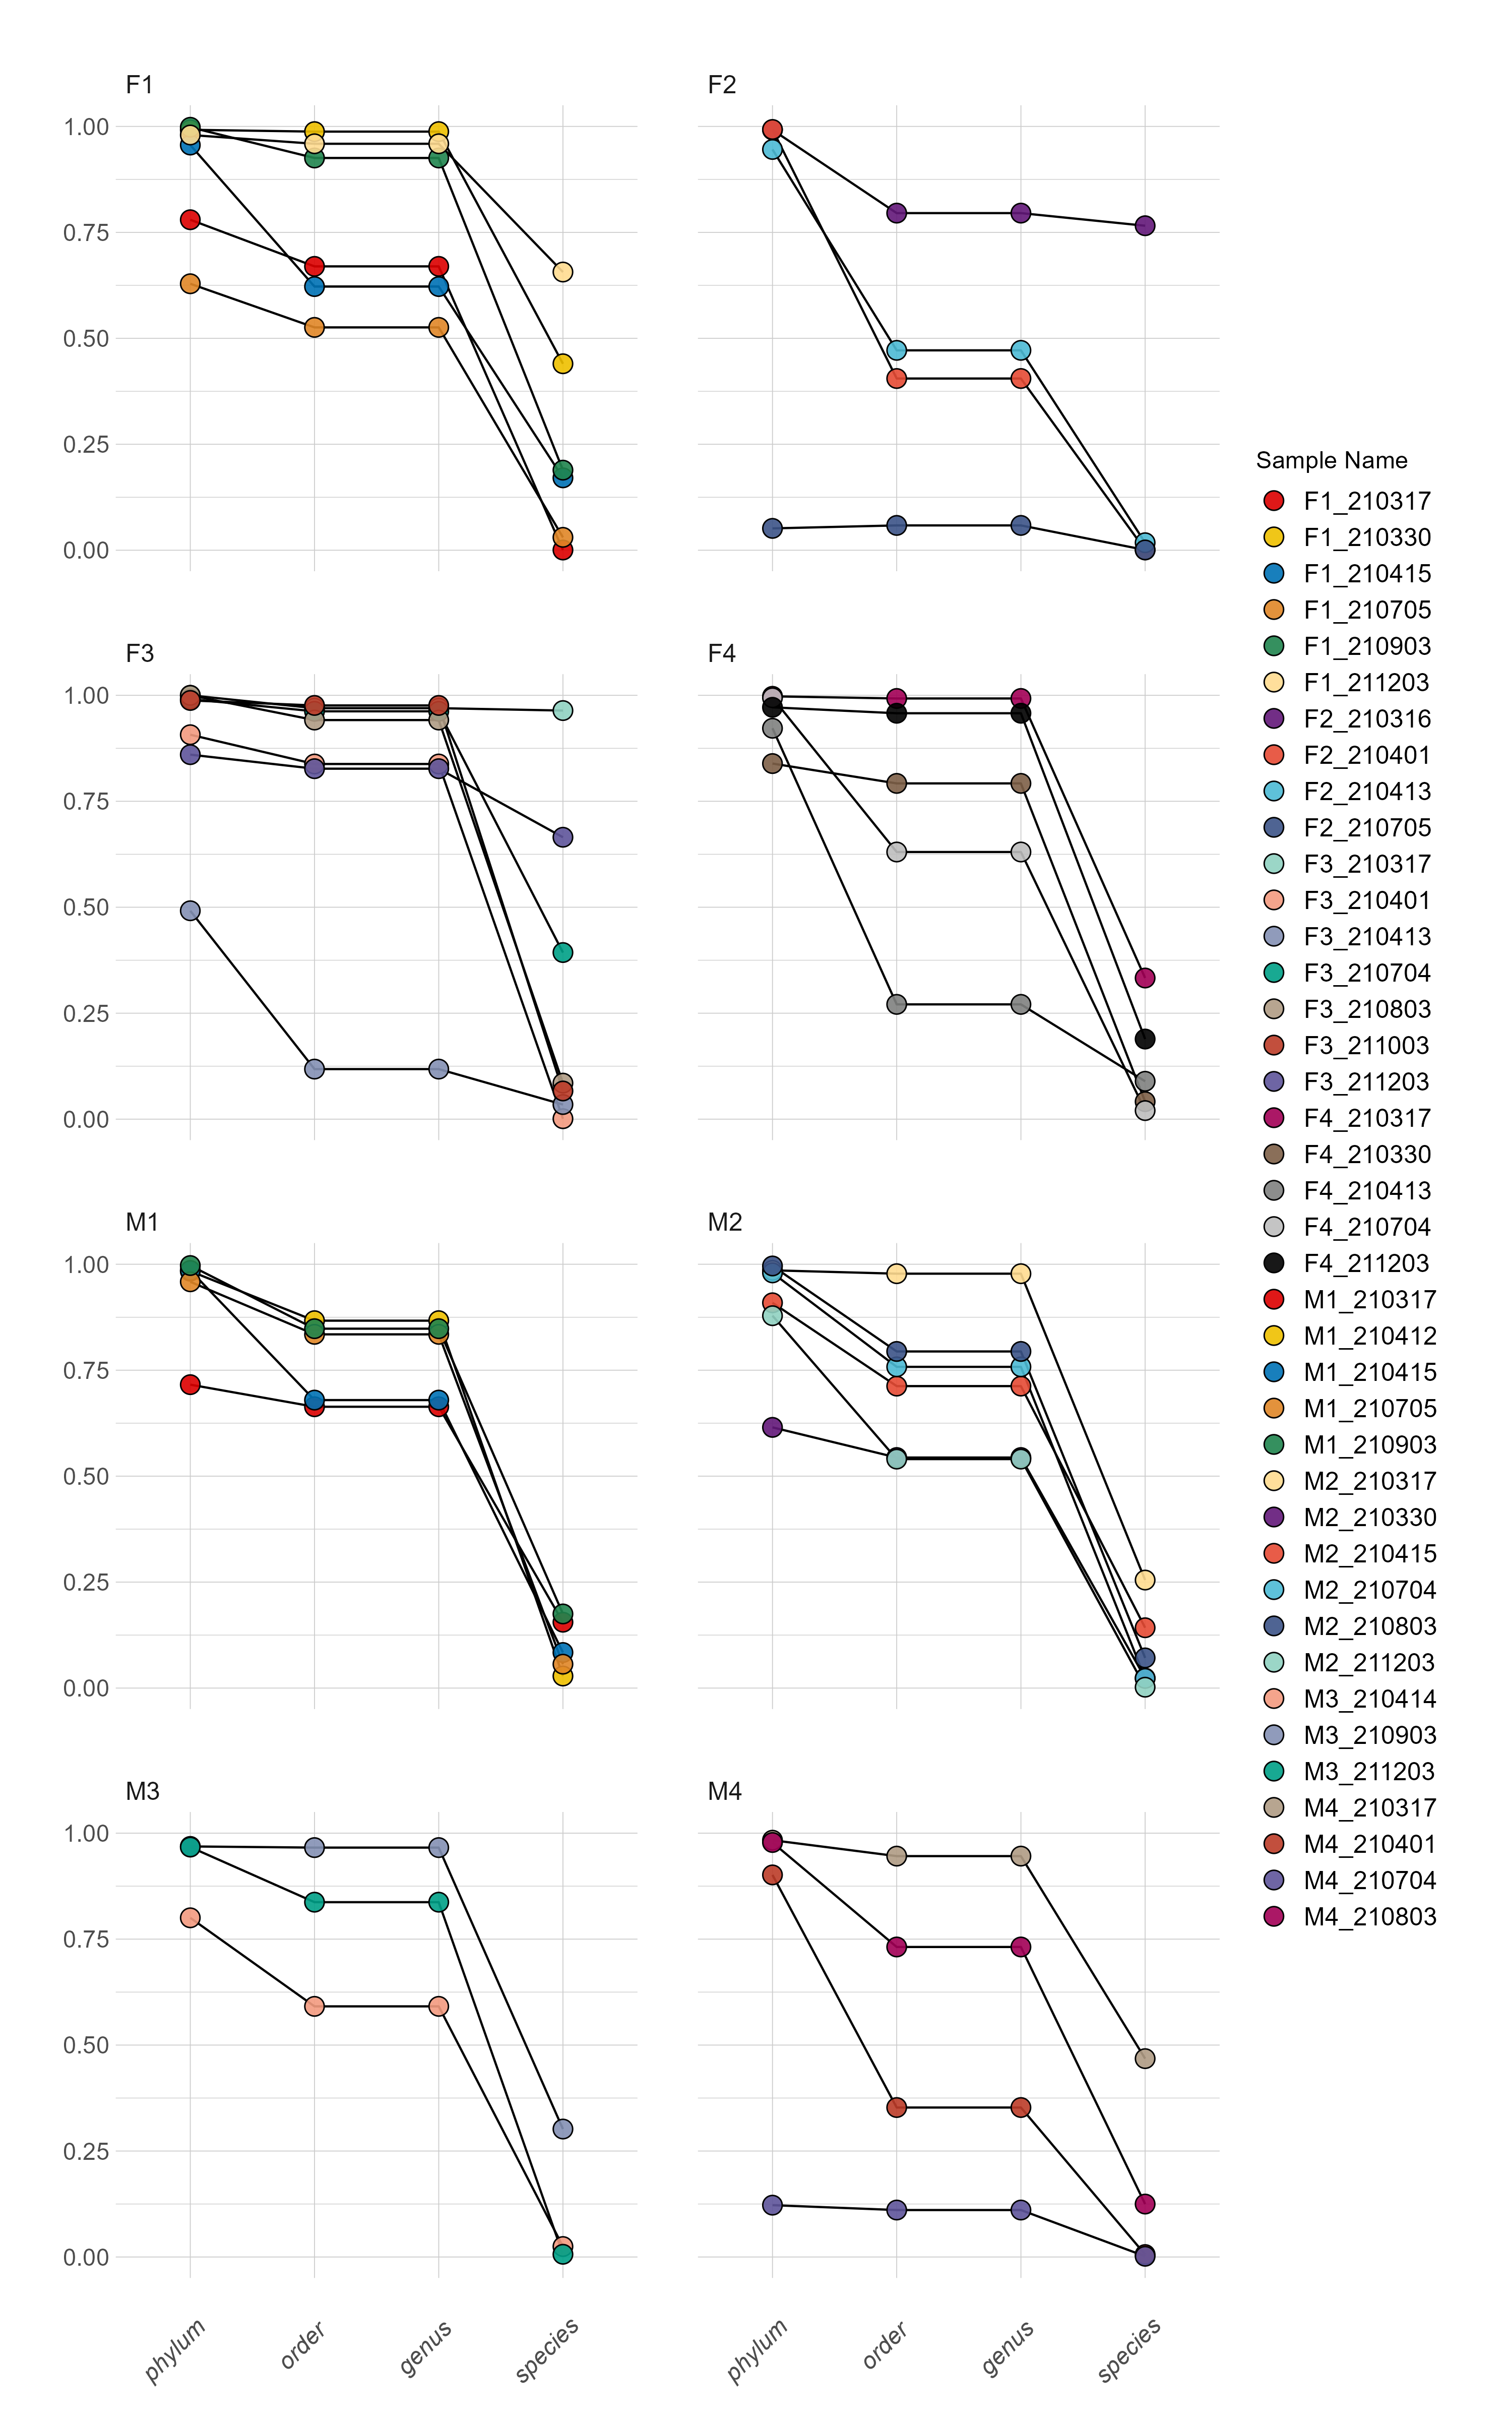 F1
F2
1.00
0.75
0.50
0.25
0.00
F3
F4
1.00
0.75
0.50
0.25
0.00
M1
M2
1.00
0.75
0.50
0.25
0.00
M3
M4
1.00
0.75
0.50
0.25
0.00
phylum
order
genus
species
phylum
order
genus
species
Sample Name
F1_210317
F1_210330
F1_210415
F1_210705
F1_210903
F1_211203
F2_210316
F2_210401
F2_210413
F2_210705
F3_210317
F3_210401
F3_210413
F3_210704
F3_210803
F3_211003
F3_211203
F4_210317
F4_210330
F4_210413
F4_210704
F4_211203
M1_210317
M1_210412
M1_210415
M1_210705
M1_210903
M2_210317
M2_210330
M2_210415
M2_210704
M2_210803
M2_211203
M3_210414
M3_210903
M3_211203
M4_210317
M4_210401
M4_210704
M4_210803